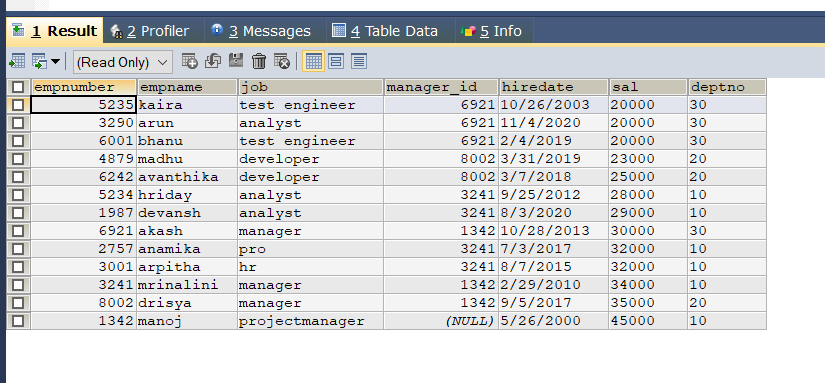 1 Result 2 Profiler 3 Messages 4 Table Data 5 Info
(Read Only)
empnumber empname job manager_id hiredate sal deptno
5235 kaira test engineer 6921 10/26/2003 20000 30
3290 arun analyst 6921 11/4/2020 20000 30
6001 bhanu test engineer 6921 2/4/2019 20000 30
4879 madhu developer 8002 3/31/2019 23000 20
6242 avanthika developer 8002 3/7/2018 25000 20
5234 hriday analyst 3241 9/25/2012 28000 10
1987 devansh analyst 3241 8/3/2020 29000 10
6921 akash manager 1342 10/28/2013 30000 30
2757 anamika pro 3241 7/3/2017 32000 10
3001 arpitha hr 3241 8/7/2015 32000 10
3241 mrinalini manager 1342 2/29/2010 34000 10
8002 drisya manager 1342 9/5/2017 35000 20
1342 manoj projectmanager (NULL) 5/26/2000 45000 10